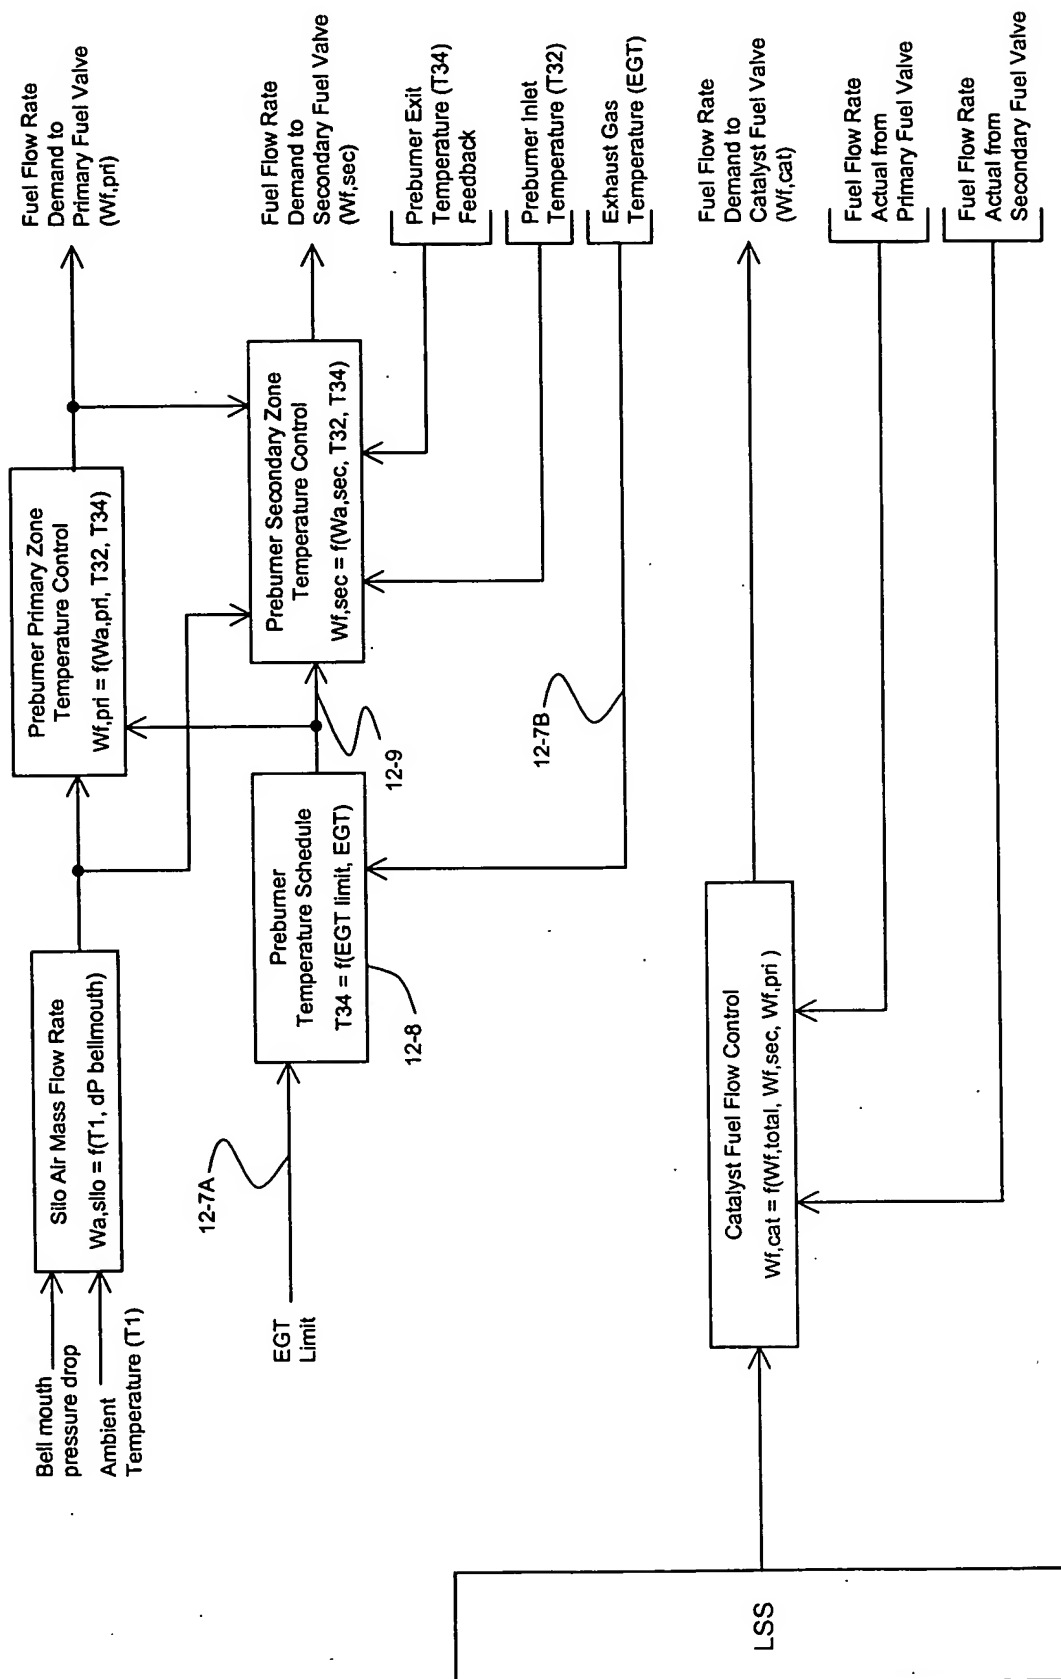 Bell mouth
pressure drop
Ambient
Temperature (T1)
Silo Air Mass Flow Rate
Wa,silo = f(T1, dP bellmouth)
Preburner Primary Zone
Temperature Control
Wf,pri = f(Wa,pri, T32, T34)
Fuel Flow Rate
Demand to
Primary Fuel Valve
(Wf,pri)
EGT
Limit
12-7A
Preburner
Temperature Schedule
T34 = f(EGT limit, EGT)
12-8
12-9
Preburner Secondary Zone
Temperature Control
Wf,sec = f(Wa,sec, T32, T34)
Fuel Flow Rate
Demand to
Secondary Fuel Valve
(Wf,sec)
Preburner Exit
Temperature (T34)
Feedback
Preburner Inlet
Temperature (T32)
12-7B
Exhaust Gas
Temperature (EGT)
LSS
Catalyst Fuel Flow Control
Wf,cat = f(Wf,total, Wf,sec, Wf,pri )
Fuel Flow Rate
Demand to
Catalyst Fuel Valve
(Wf,cat)
Fuel Flow Rate
Actual from
Primary Fuel Valve
Fuel Flow Rate
Actual from
Secondary Fuel Valve